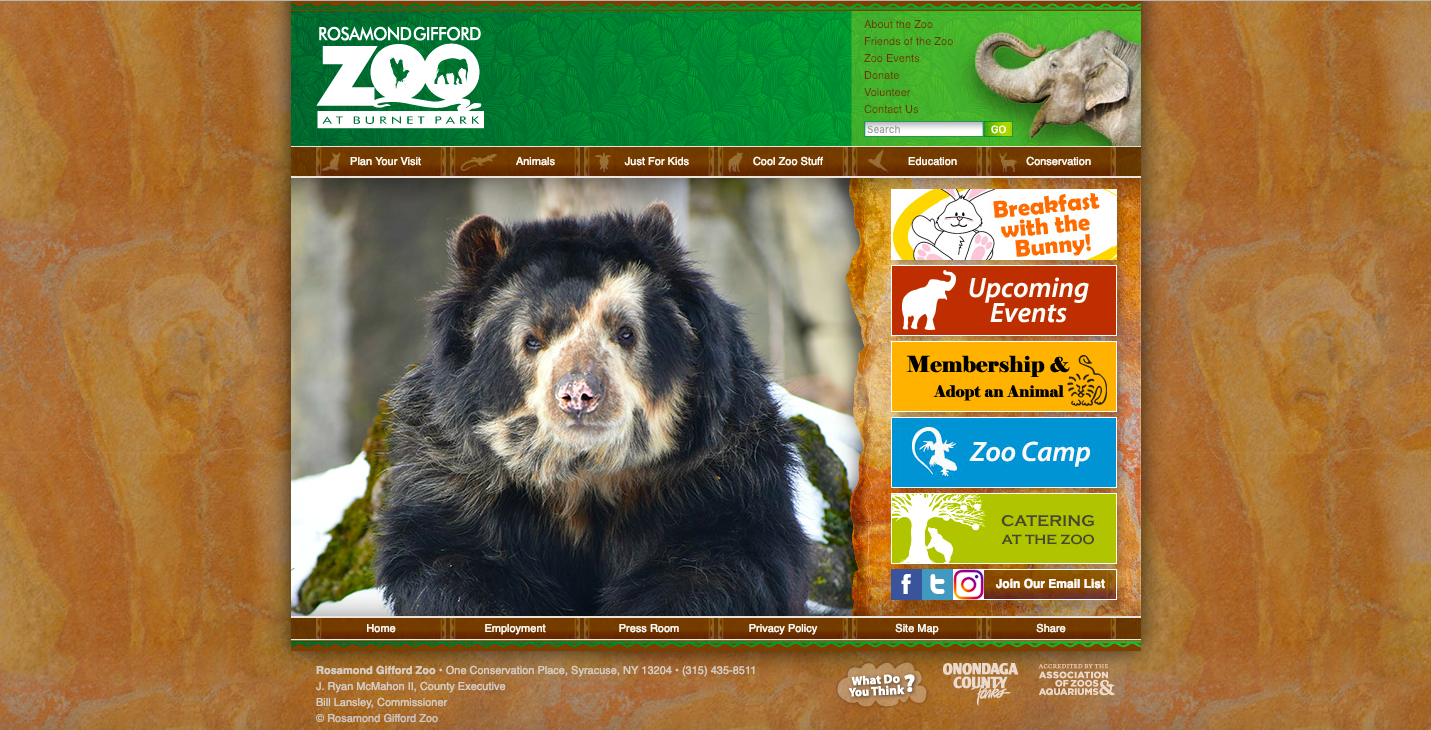 ROSAMOND GIFFORD
ZOO
AT BURNET PARK
About the Zoo
Friends of the Zoo
Zoo Events
Donate
Volunteer
Contact Us
Search
GO
Plan Your Visit
Animals
Just For Kids
Cool Zoo Stuff
Education
Conservation
Breakfast
with the
Bunny!
Upcoming
Events
Membership &
Adopt an Animal
Zoo Camp
CATERING
AT THE ZOO
Join Our Email List
Home
Employment
Press Room
Privacy Policy
Site Map
Share
Rosamond Gifford Zoo • One Conservation Place, Syracuse, NY 13204 • (315) 435-8511
J. Ryan McMahon II, County Executive
Bill Lansley, Commissioner
© Rosamond Gifford Zoo
What Do
You Think?
ONONDAGA
COUNTY
Parks
ACCREDITED BY THE
ASSOCIATION
OF ZOOS
AQUARIUMS&